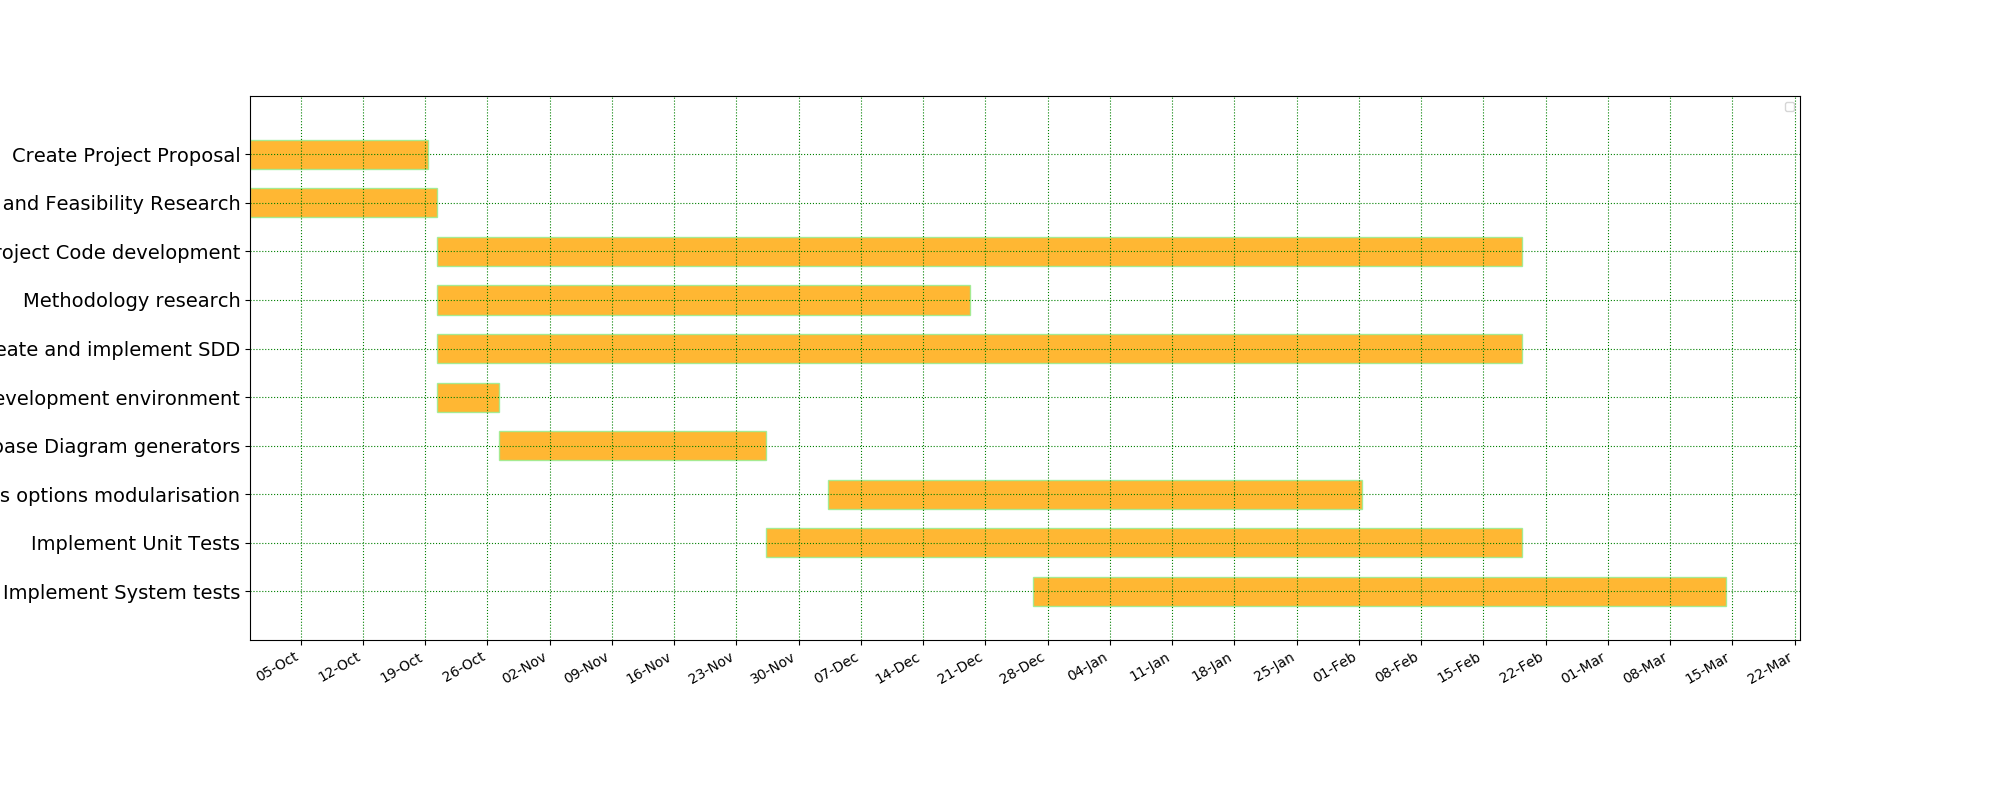 Create Project Proposal
and Feasibility Research
roject Code development
Methodology research
eate and implement SDD
evelopment environment
base Diagram generators
s options modularisation
Implement Unit Tests
Implement System tests
05-Oct
12-Oct
19-Oct
26-Oct
02-Nov
09-Nov
16-Nov
23-Nov
30-Nov
07-Dec
14-Dec
21-Dec
28-Dec
04-Jan
11-Jan
18-Jan
25-Jan
01-Feb
08-Feb
15-Feb
22-Feb
01-Mar
08-Mar
15-Mar
22-Mar